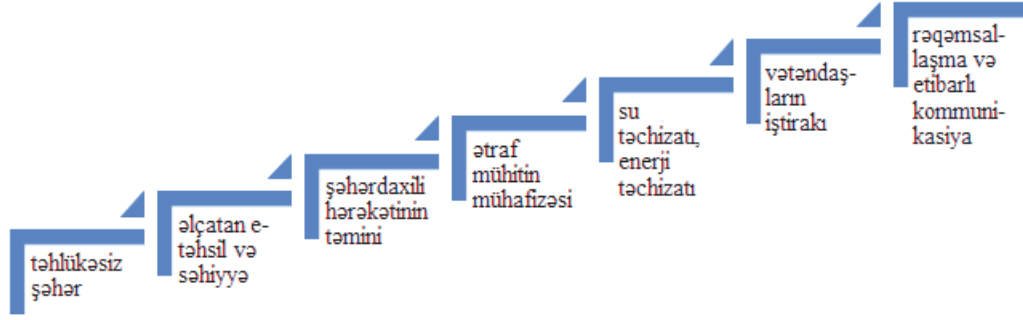 təhlükəsiz
şəhər
əlçatan e-
təhsil və
səhiyyə
şəhərdaxili
hərəkətinin
təmini
ətraf
mühitin
mühafizəsi
su
təchizatı,
enerji
təchizatı
vətəndaş-
ların
iştirakı
rəqəmsal-
laşma və
etibarlı
kommuni-
kasiya